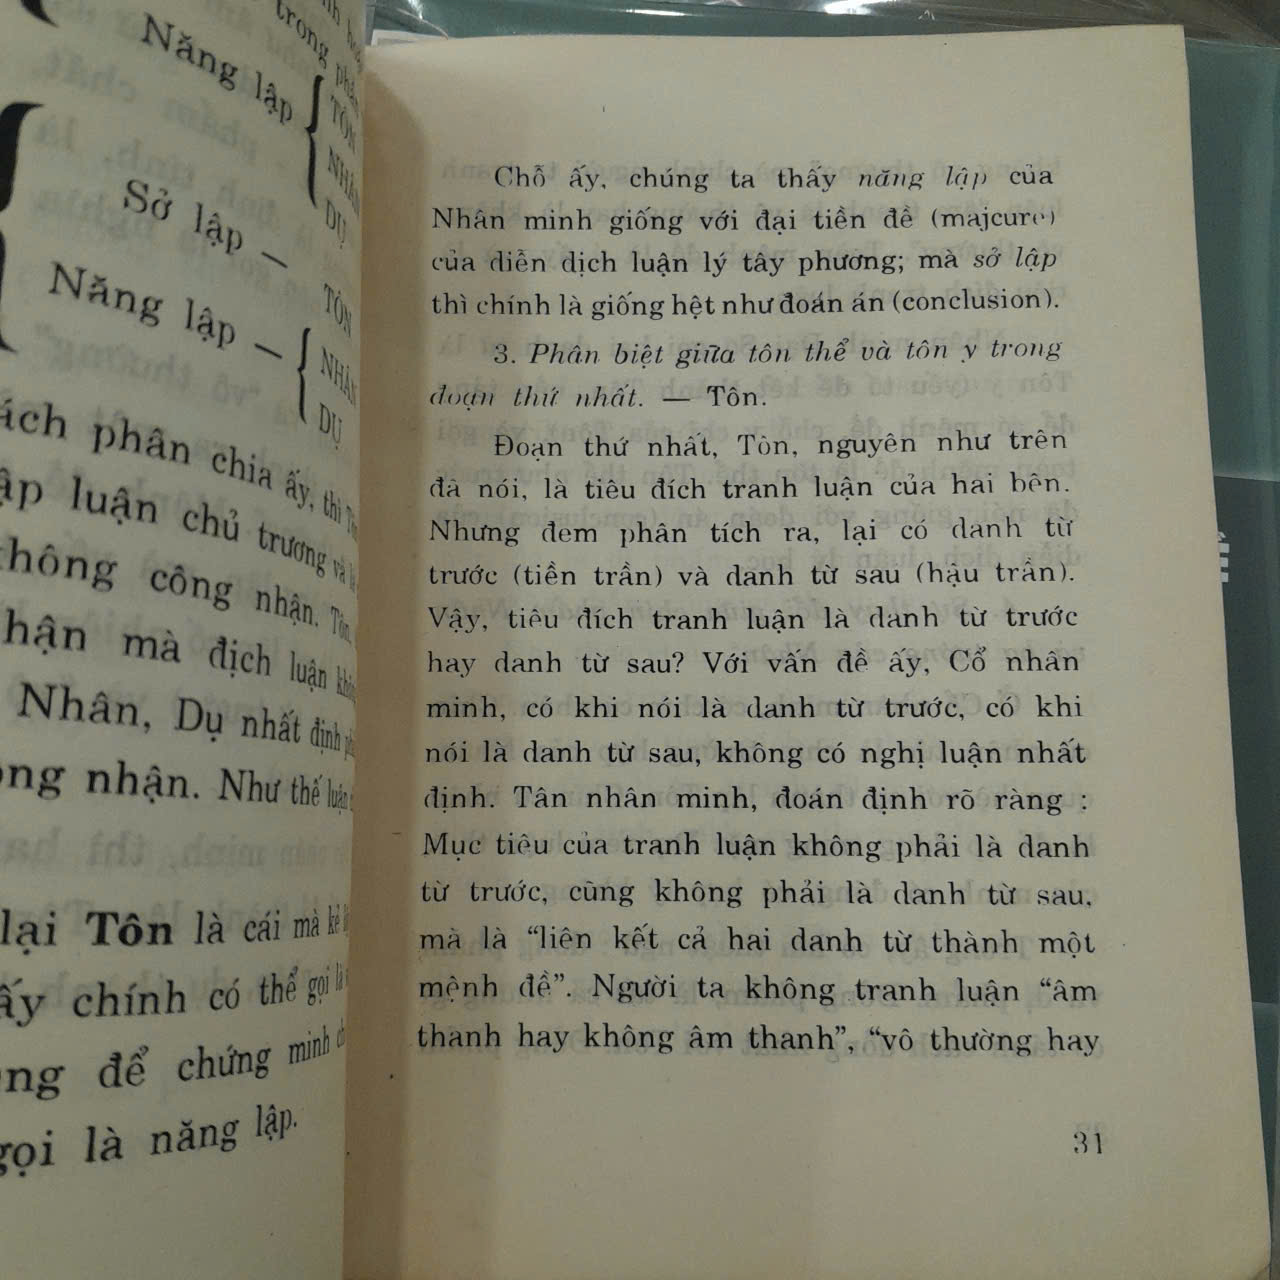 Năng lập
TÔN
NHÂN
DỤ
Sở lập — TÔN
Năng lập —
NHÂN
DỤ
phân chia ấy, thì
luận chủ trương và
công nhận. Tôn,
mà địch luận
Nhân, Dụ nhất định
nhận. Như thế luận
lại Tôn là cái mà kẻ
ấy chính có thể gọi là
để chứng minh
gọi là năng lập.
Chỗ ấy, chúng ta thấy năng lập của
Nhân minh giống với đại tiền đề (majcure)
của diễn dịch luận lý tây phương; mà sở lập
thì chính là giống hệt như đoán án (conclusion).
3. Phân biệt giữa tôn thể và tôn y trong
đoạn thứ nhất. — Tôn.
Đoạn thứ nhất, Tôn, nguyên như trên
đã nói, là tiêu đích tranh luận của hai bên.
Nhưng đem phân tích ra, lại có danh từ
trước (tiền trần) và danh từ sau (hậu trần).
Vậy, tiêu đích tranh luận là danh từ trước
hay danh từ sau? Với vấn đề ấy, Cổ nhân
minh, có khi nói là danh từ trước, có khi
nói là danh từ sau, không có nghị luận nhất
định. Tân nhân minh, đoán định rõ ràng :
Mục tiêu của tranh luận không phải là danh
từ trước, cũng không phải là danh từ sau,
mà là “liên kết cả hai danh từ thành một
mệnh đề”. Người ta không tranh luận “âm
thanh hay không âm thanh”, “vô thường hay
31